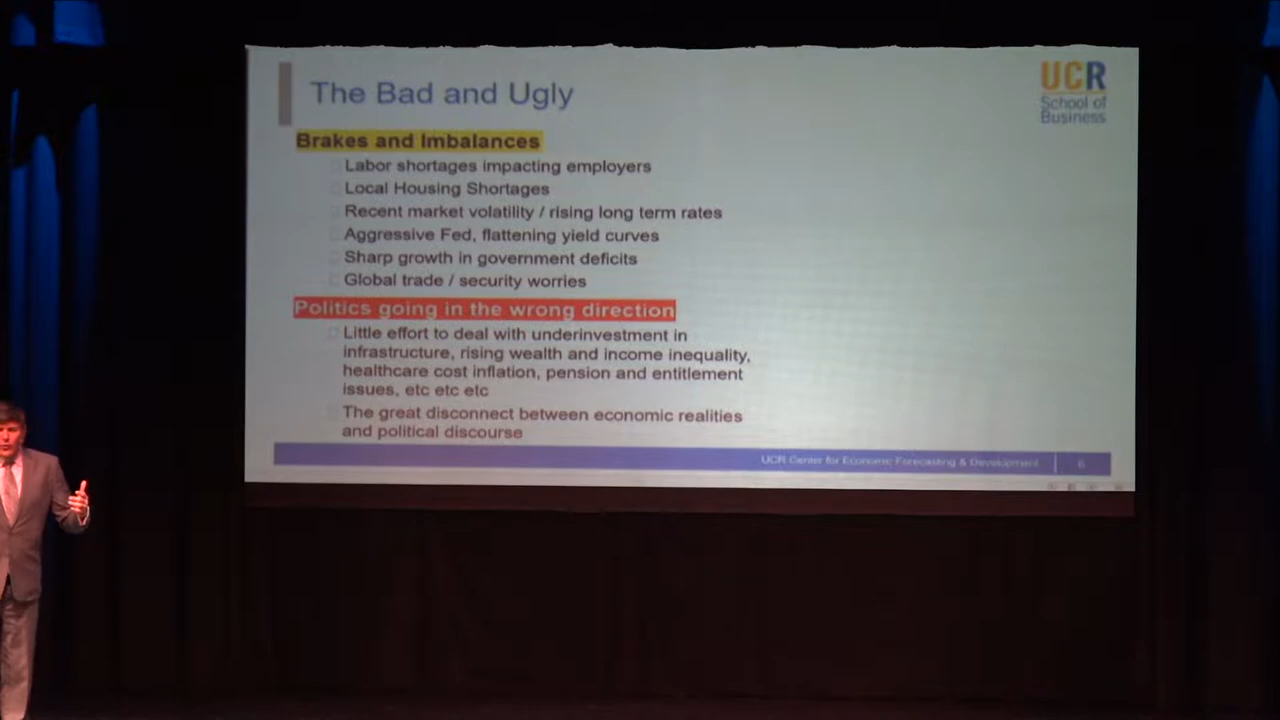 The Bad and Ugly
UCR
School of
Business
Brakes and Imbalances
Labor shortages impacting employers
Local Housing Shortages
Recent market volatility / rising long term rates
Aggressive Fed, flattening yield curves
Sharp growth in government deficits
Global trade / security worries
Politics going in the wrong direction
Little effort to deal with underinvestment in
infrastructure, rising wealth and income inequality,
healthcare cost inflation, pension and entitlement
issues, etc etc etc
The great disconnect between economic realities
and political discourse
UCR Center for Economic Forecasting & Development 6